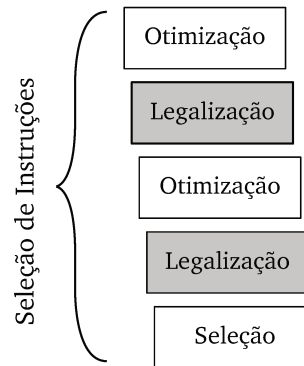 Seleção de Instruções
Otimização
Legalização
Otimização
Legalização
Seleção